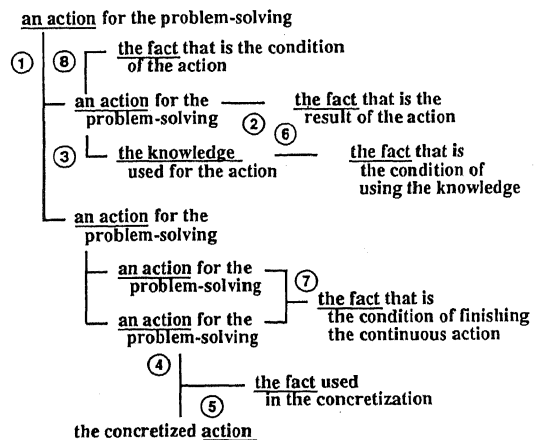 an action for the problem-solving
① ⑧ the fact that is the condition
of the action
an action for the
problem-solving
② the fact that is the
result of the action
③ the knowledge
used for the action
⑥ the fact that is
the condition of
using the knowledge
an action for the
problem-solving
an action for the
problem-solving
an action for the
problem-solving
⑦ the fact that is
the condition of finishing
the continuous action
④
the fact used
in the concretization
⑤
the concretized action